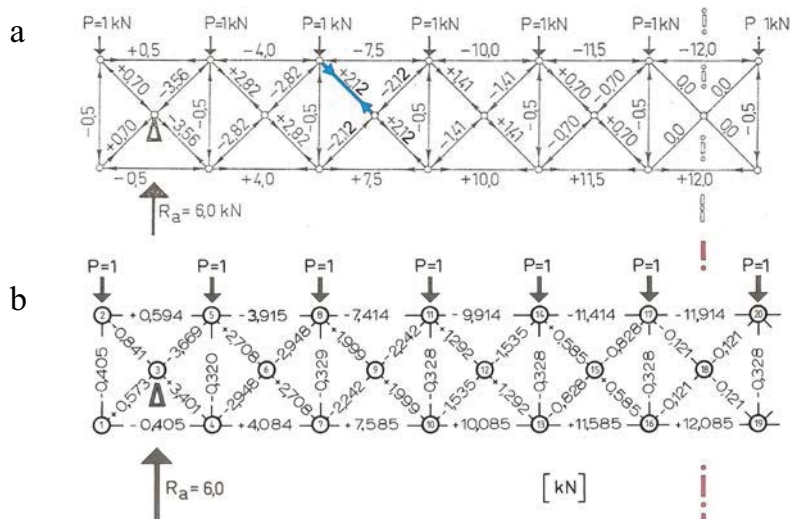 a
P=1kN P=1kN P=1kN P=1kN P=1kN P=1kN P 1kN
+0,5 -4,0 -7,5 -10,0 -11,5 -12,0
+0,70 -3,56 +2,82 -2,82 +2,12 -2,12 +1,41 -1,41 +0,70 -0,70 0,0 0,0
-0,5 -0,5 -0,5 -0,5 -0,5 -0,5 -0,5
+0,70 -3,56 -2,82 +2,82 -2,12 +2,12 -1,41 +1,41 -0,70 +0,70 0,0 0,0
-0,5 +4,0 +7,5 +10,0 +11,5 +12,0
Ra = 6,0 kN
b
P=1 P=1 P=1 P=1 P=1 P=1 P=1
2 +0,594 5 -3,915 8 -7,414 11 -9,914 14 -11,414 17 -11,914 20
-0,841 -3,669 +2,708 -2,948 +1,999 -2,242 +1,292 -1,535 +0,585 -0,828 -0,121 -0,121
-0,405 3 -0,320 6 -0,329 9 -0,328 12 -0,328 15 -0,328 18 -0,328
+0,573 -3,401 -2,948 +2,708 -2,242 +1,999 -1,535 +1,292 -0,828 +0,585 -0,121 -0,121
1 -0,405 4 +4,084 7 +7,585 10 +10,085 13 +11,585 16 +12,085 19
Ra = 6,0
[kN]